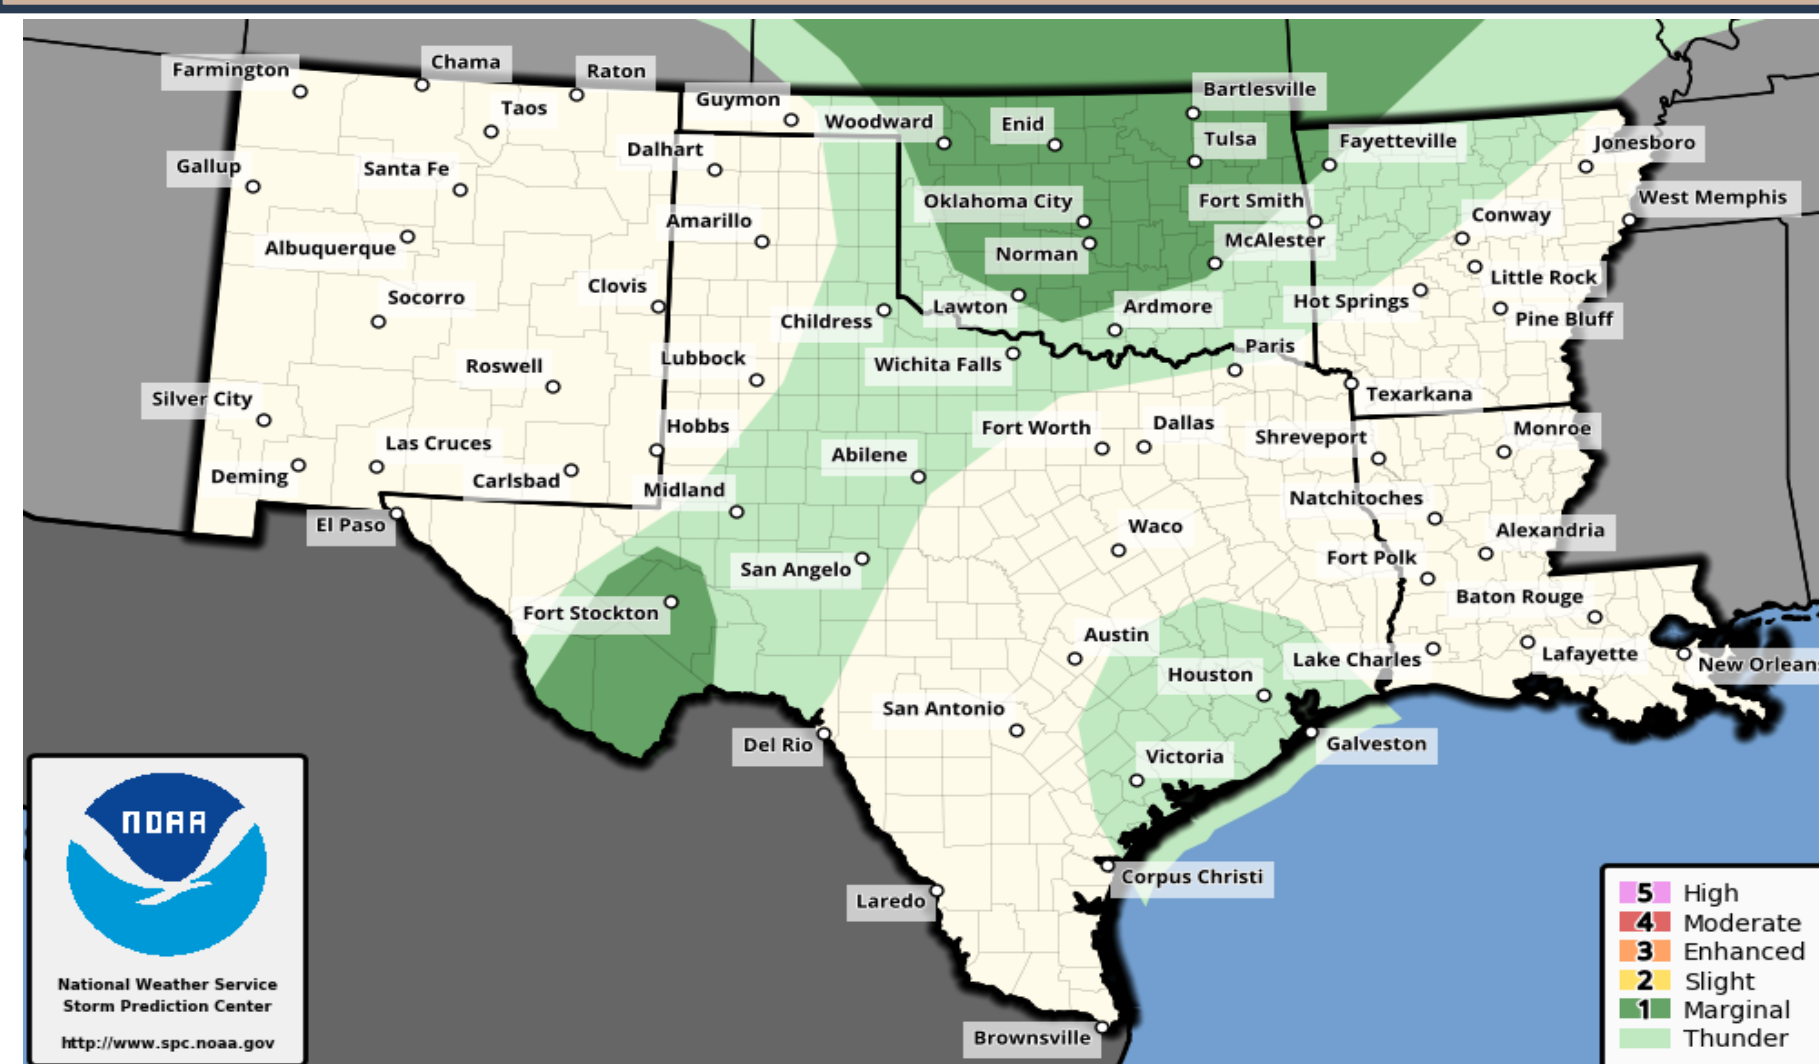 Farmington
Chama
Raton
Taos
Guymon
Woodward
Enid
Bartlesville
Tulsa
Fayetteville
Jonesboro
Gallup
Santa Fe
Dalhart
Oklahoma City
Fort Smith
West Memphis
Albuquerque
Amarillo
Norman
McAlester
Conway
Socorro
Clovis
Childress
Lawton
Ardmore
Hot Springs
Little Rock
Pine Bluff
Roswell
Lubbock
Wichita Falls
Paris
Texarkana
Silver City
Las Cruces
Hobbs
Fort Worth
Dallas
Shreveport
Monroe
Deming
Carlsbad
Midland
Abilene
Natchitoches
El Paso
Waco
Alexandria
San Angelo
Fort Polk
Fort Stockton
Austin
Baton Rouge
Houston
Lake Charles
Lafayette
New Orleans
San Antonio
Del Rio
Victoria
Galveston
Corpus Christi
Laredo
Brownsville
NOAA
National Weather Service
Storm Prediction Center
http://www.spc.noaa.gov
5 High
4 Moderate
3 Enhanced
2 Slight
1 Marginal
Thunder